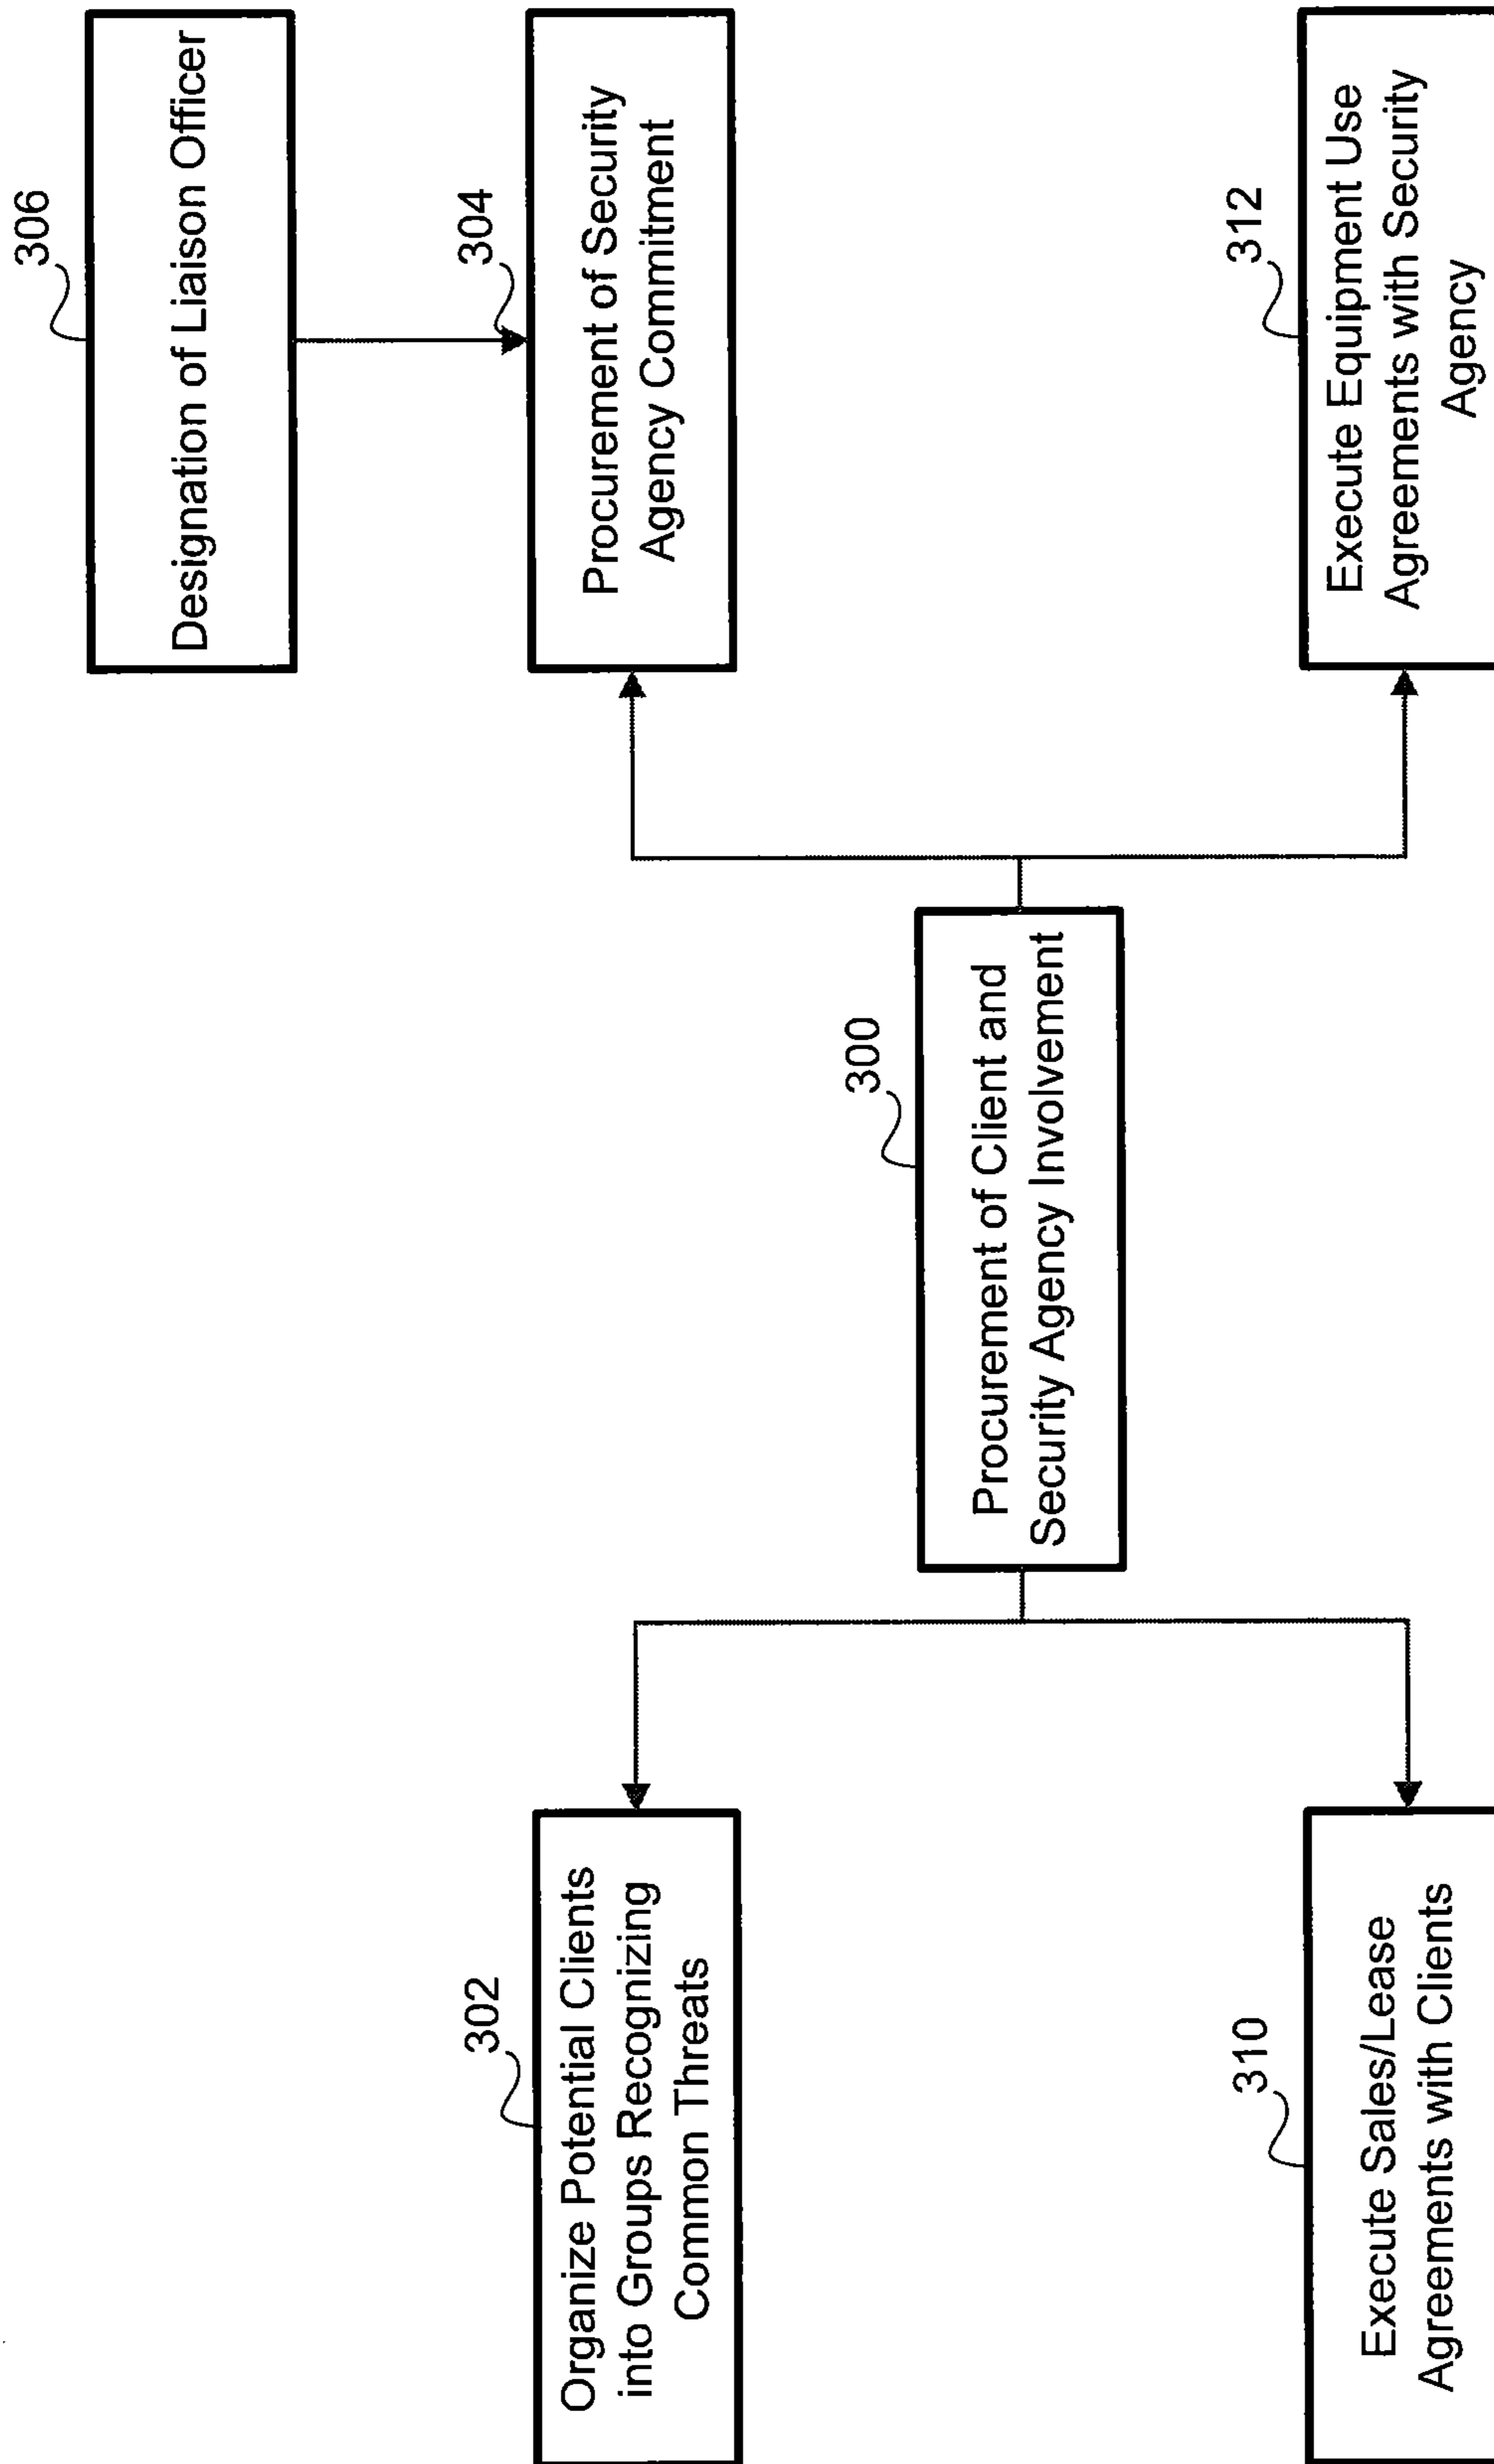 306
Designation of Liaison Officer
304
Procurement of Security
Agency Commitment
302
Organize Potential Clients
into Groups Recognizing
Common Threats
300
Procurement of Client and
Security Agency Involvement
310
Execute Sales/Lease
Agreements with Clients
312
Execute Equipment Use
Agreements with Security
Agency